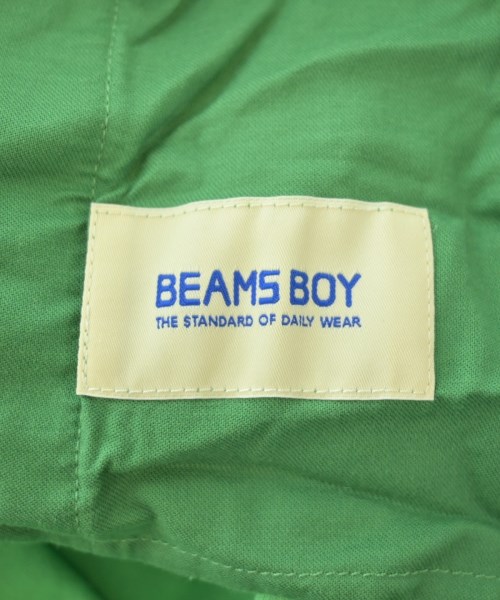 BEAMS BOY
THE STANDARD OF DAILY WEAR